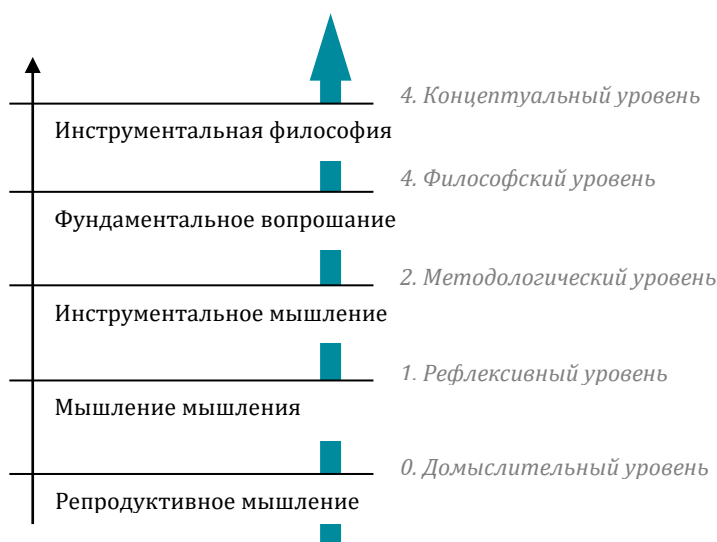 4. Концептуальный уровень
Инструментальная философия
4. Философский уровень
Фундаментальное вопрошание
2. Методологический уровень
Инструментальное мышление
1. Рефлексивный уровень
Мышление мышления
0. Домыслительный уровень
Репродуктивное мышление